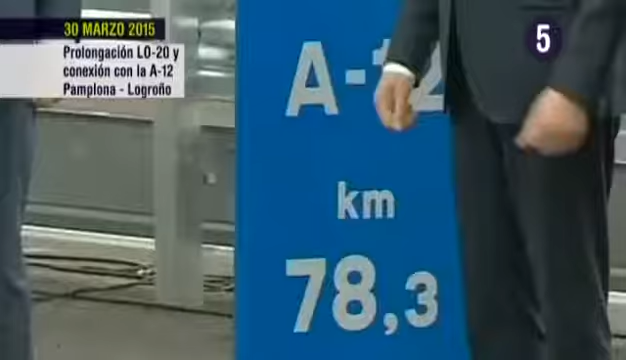 30 MARZO 2015
Prolongación LO-20 y
conexión con la A-12
Pamplona - Logroño
5
A-12
km
78,3